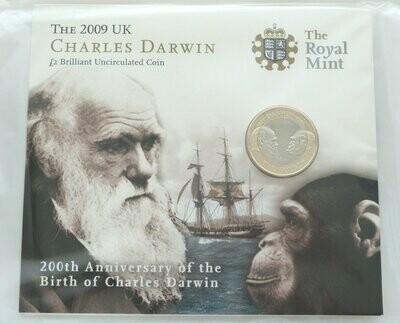 THE 2009 UK
CHARLES DARWIN
£2 Brilliant Uncirculated Coin
The
Royal
Mint
200th Anniversary of the
Birth of Charles Darwin